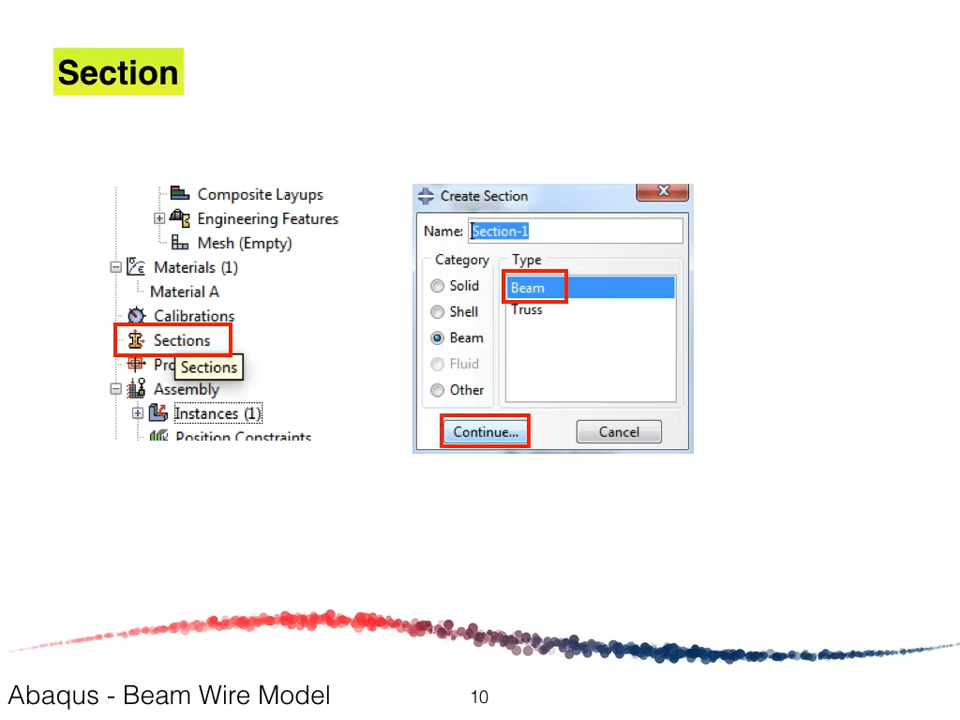 Section
Composite Layups
Engineering Features
Mesh (Empty)
Materials (1)
Material A
Calibrations
Sections
Pro
Sections
Assembly
Instances (1)
Position Constraints
Create Section
Name: Section-1
Category
Type
Solid
Shell
Beam
Fluid
Other
Beam
Truss
Continue...
Cancel
Abaqus - Beam Wire Model
10